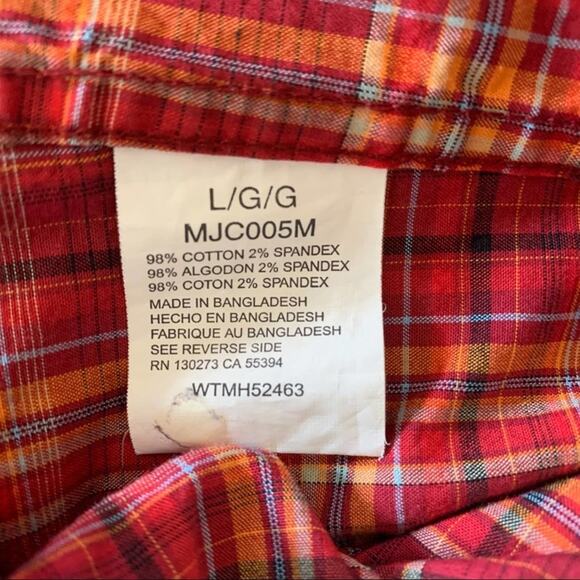 L/G/G
MJC005M
98% COTTON 2% SPANDEX
98% ALGODON 2% SPANDEX
98% COTON 2% SPANDEX
MADE IN BANGLADESH
HECHO EN BANGLADESH
FABRIQUE AU BANGLADESH
SEE REVERSE SIDE
RN 130273 CA 55394
WTMH52463